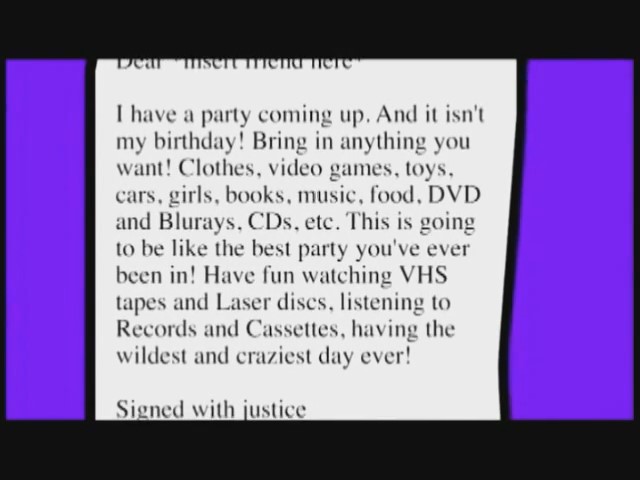 Dear *insert friend here*
I have a party coming up. And it isn't
my birthday! Bring in anything you
want! Clothes, video games, toys,
cars, girls, books, music, food, DVD
and Blurays, CDs, etc. This is going
to be like the best party you've ever
been in! Have fun watching VHS
tapes and Laser discs, listening to
Records and Cassettes, having the
wildest and craziest day ever!
Signed with justice